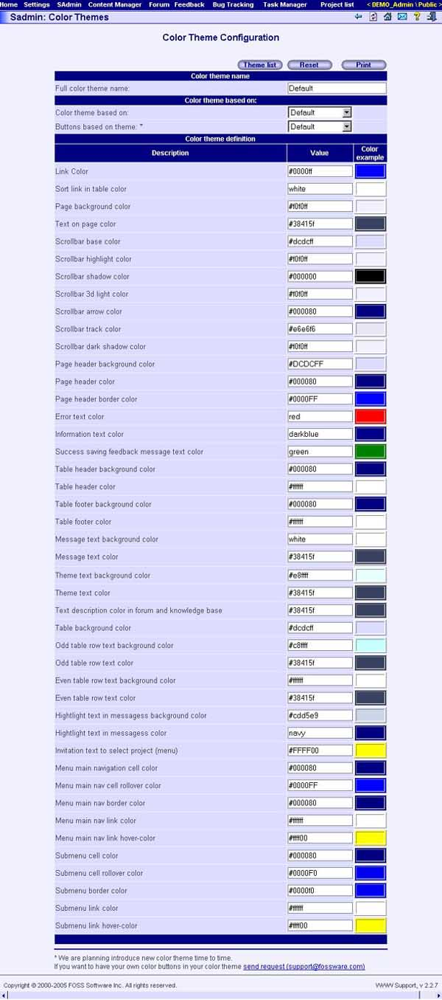 Home Settings SAdmin Content Manager Forum Feedback Bug Tracking Task Manager Project list < DEMO_Admin \ Public >
Sadmin: Color Themes
Color Theme Configuration
Theme list Reset Print
Color theme name
Full color theme name: Default
Color theme based on:
Color theme based on: Default
Buttons based on theme: * Default
Color theme definition
Description Value Color example
Link Color #0000ff
Sort link in table color white
Page background color #f0f0ff
Text on page color #38415f
Scrollbar base color #dcdcff
Scrollbar highlight color #f0f0ff
Scrollbar shadow color #000000
Scrollbar 3d light color #f0f0ff
Scrollbar arrow color #000080
Scrollbar track color #e6e6f6
Scrollbar dark shadow color #f0f0ff
Page header background color #DCDCFF
Page header color #000080
Page header border color #0000FF
Error text color red
Information text color darkblue
Success saving feedback message text color green
Table header background color #000080
Table header color #ffffff
Table footer background color #000080
Table footer color #ffffff
Message text background color white
Message text color #38415f
Theme text background color #e8ffff
Theme text color #38415f
Text description color in forum and knowledge base #38415f
Table background color #dcdcff
Odd table row text background color #c8ffff
Odd table row text color #38415f
Even table row text background color #ffffff
Even table row text color #38415f
Hightlight text in messagess background color #cdd5e9
Hightlight text in messagess color navy
Invitation text to select project (menu) #FFFF00
Menu main navigation cell color #000080
Menu main nav cell rollover color #0000FF
Menu main nav border color #000080
Menu main nav link color #ffffff
Menu main nav link hover-color #ffff00
Submenu cell color #000080
Submenu cell rollover color #0000F0
Submenu border color #0000f0
Submenu link color #ffffff
Submenu link hover-color #ffff00
* We are planning introduce new color theme time to time.
If you want to have your own color buttons in your color theme send request (support@fossware.com)
Copyright © 2000-2005 FOSS Software Inc. All rights reserved. WWW Support, v 2.2.7